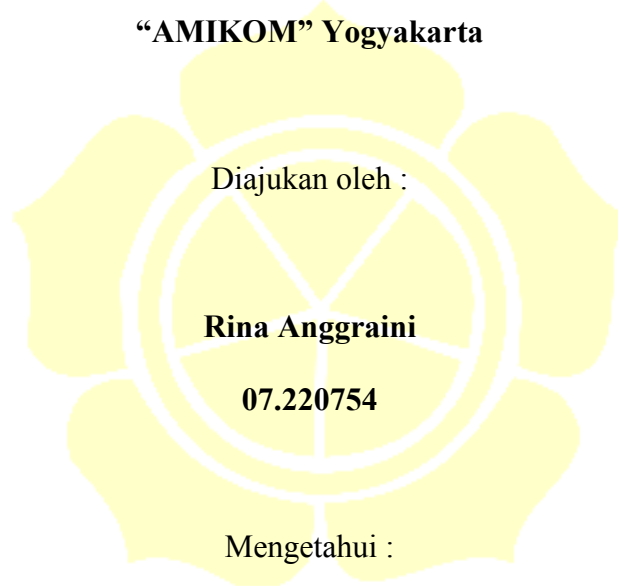 “AMIKOM” Yogyakarta
Diajukan oleh :
Rina Anggraini
07.220754
Mengetahui :